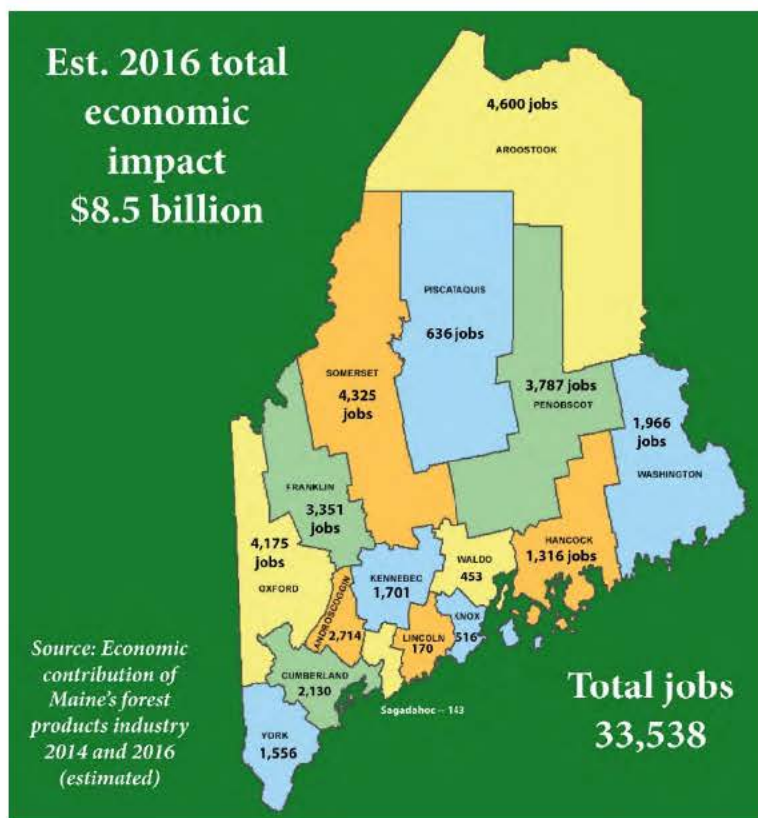 Est. 2016 total
economic
impact
$8.5 billion
4,600 jobs
AROOSTOOK
PISCATAQUIS
636 jobs
SOMERSET
4,325
jobs
3,787 jobs
PENOBSCOT
1,966
jobs
WASHINGTON
FRANKLIN
3,351
jobs
4,175
jobs
OXFORD
HANCOCK
1,316 jobs
WALDO
453
KENNEBEC
1,701
ANDROSCOGGIN
2,714
KNOX
516
LINCOLN
170
CUMBERLAND
2,130
Sagadahoc -- 143
YORK
1,556
Source: Economic
contribution of
Maine's forest
products industry
2014 and 2016
(estimated)
Total jobs
33,538